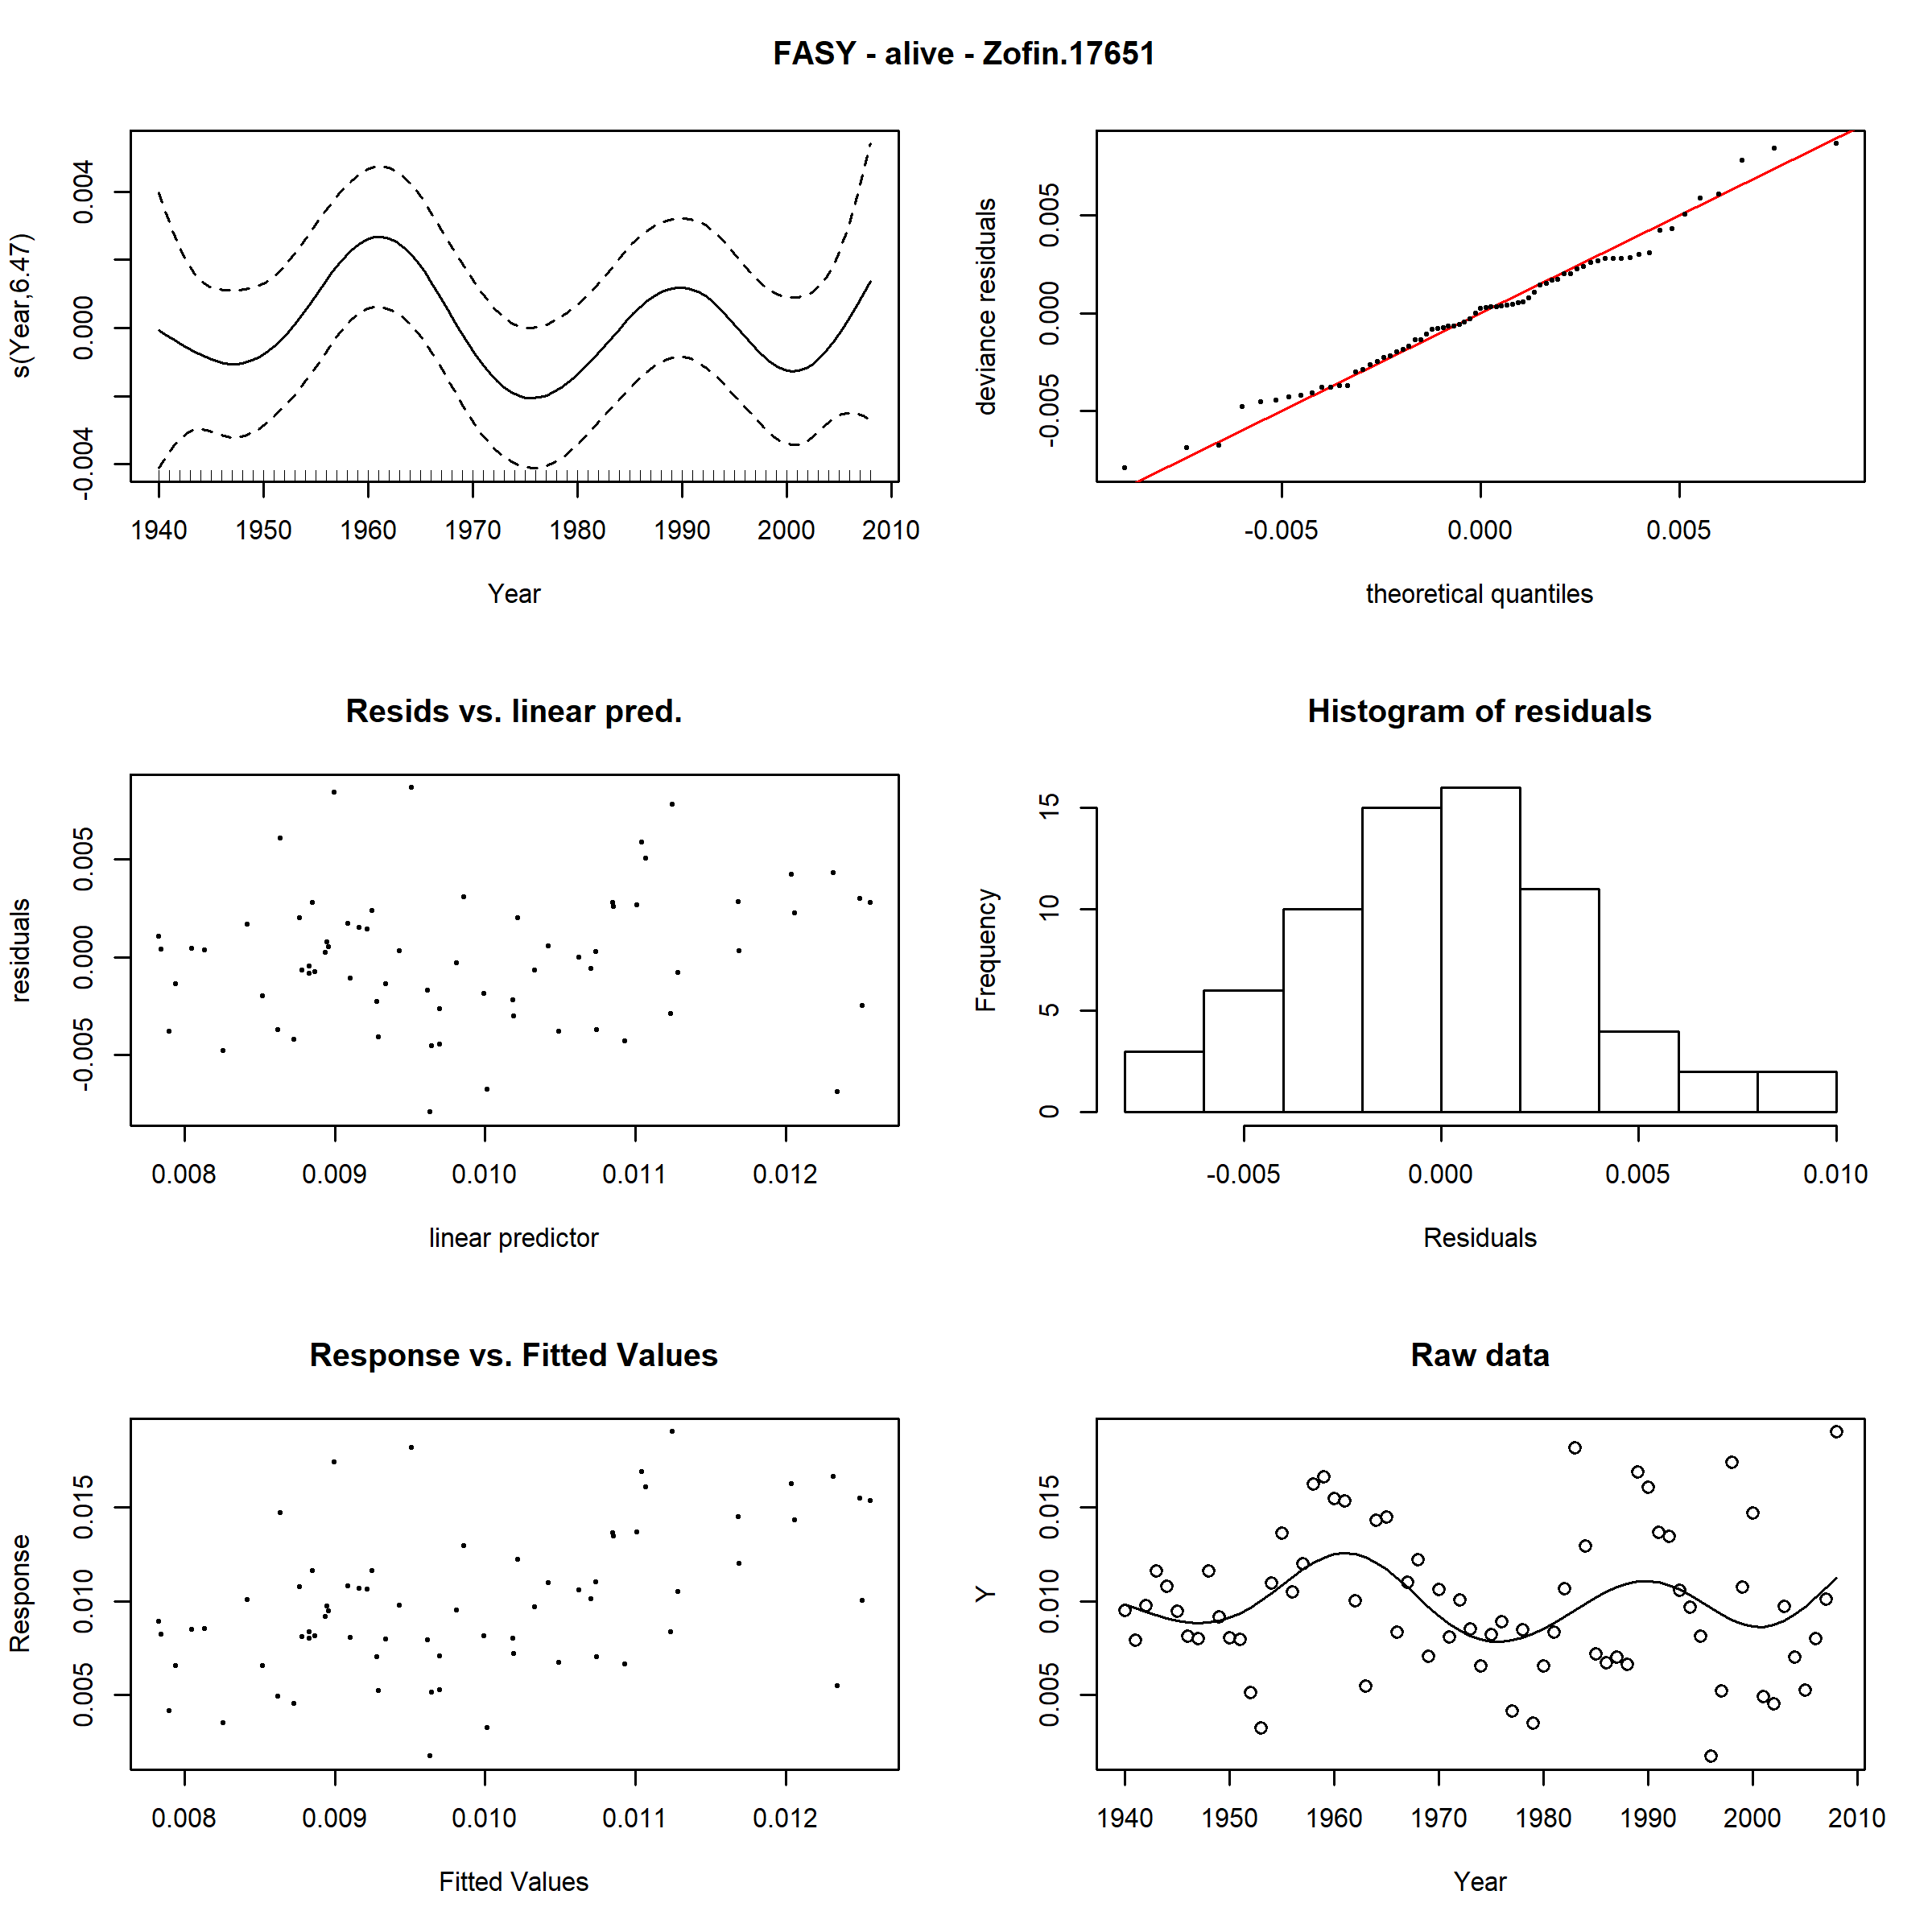 FASY - alive - Zofin.17651
s(Year,6.47)
-0.004 0.000 0.004
1940 1950 1960 1970 1980 1990 2000 2010
Year
deviance residuals
-0.005 0.000 0.005
-0.005 0.000 0.005
theoretical quantiles
Resids vs. linear pred.
residuals
-0.005 0.000 0.005
0.008 0.009 0.010 0.011 0.012
linear predictor
Histogram of residuals
Frequency
0 5 10 15
-0.005 0.000 0.005 0.010
Residuals
Response vs. Fitted Values
Response
0.005 0.010 0.015
0.008 0.009 0.010 0.011 0.012
Fitted Values
Raw data
Y
0.005 0.010 0.015
1940 1950 1960 1970 1980 1990 2000 2010
Year